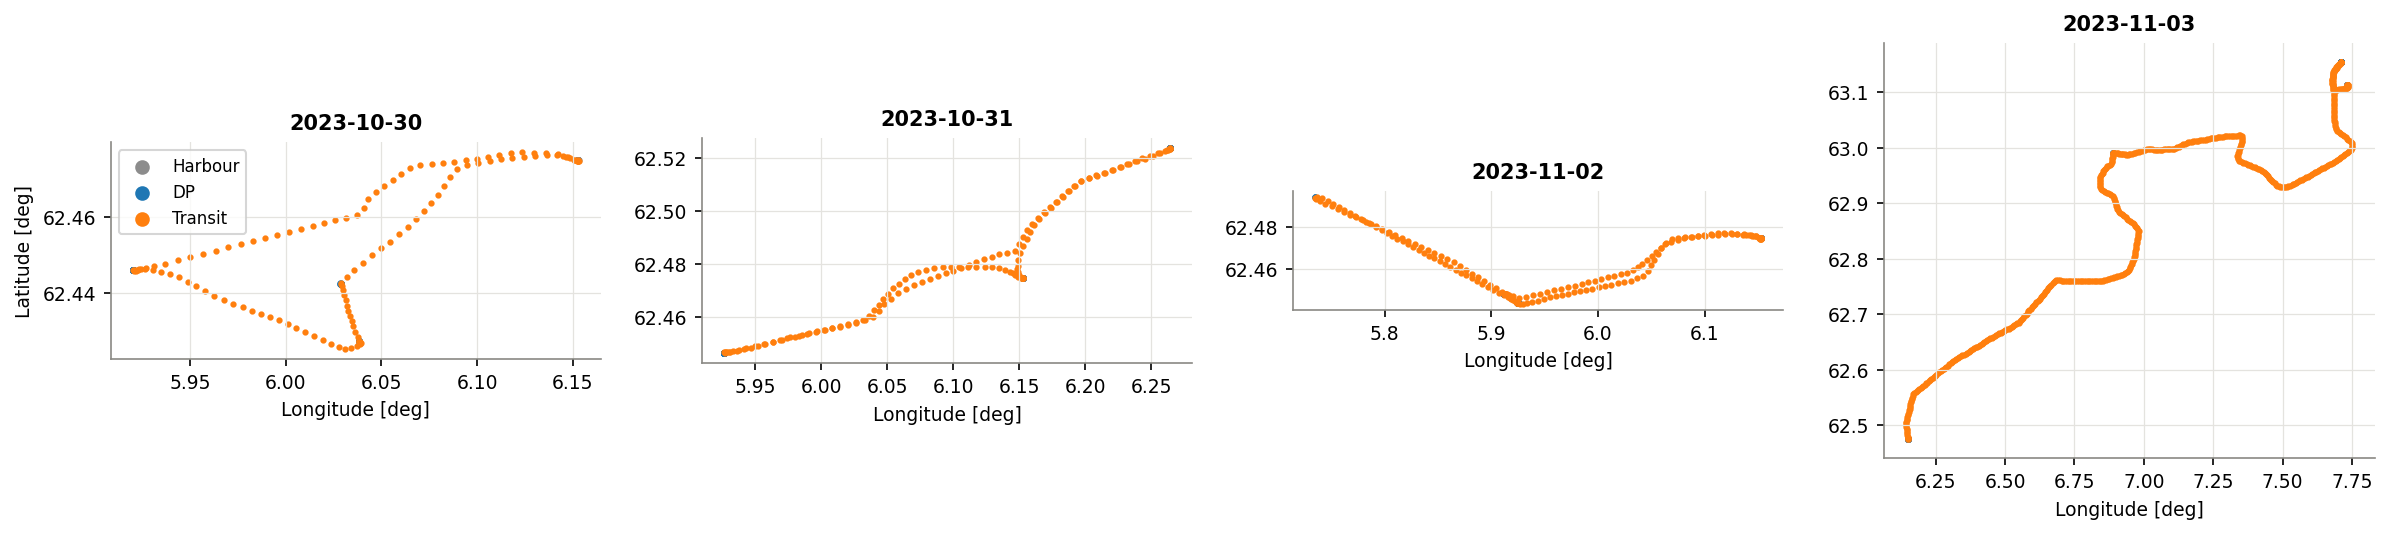 2023-10-30
Harbour
DP
Transit
Latitude [deg]
62.46
62.44
5.95 6.00 6.05 6.10 6.15
Longitude [deg]
2023-10-31
62.52
62.50
62.48
62.46
5.95 6.00 6.05 6.10 6.15 6.20 6.25
Longitude [deg]
2023-11-02
62.48
62.46
5.8 5.9 6.0 6.1
Longitude [deg]
2023-11-03
63.1
63.0
62.9
62.8
62.7
62.6
62.5
6.25 6.50 6.75 7.00 7.25 7.50 7.75
Longitude [deg]